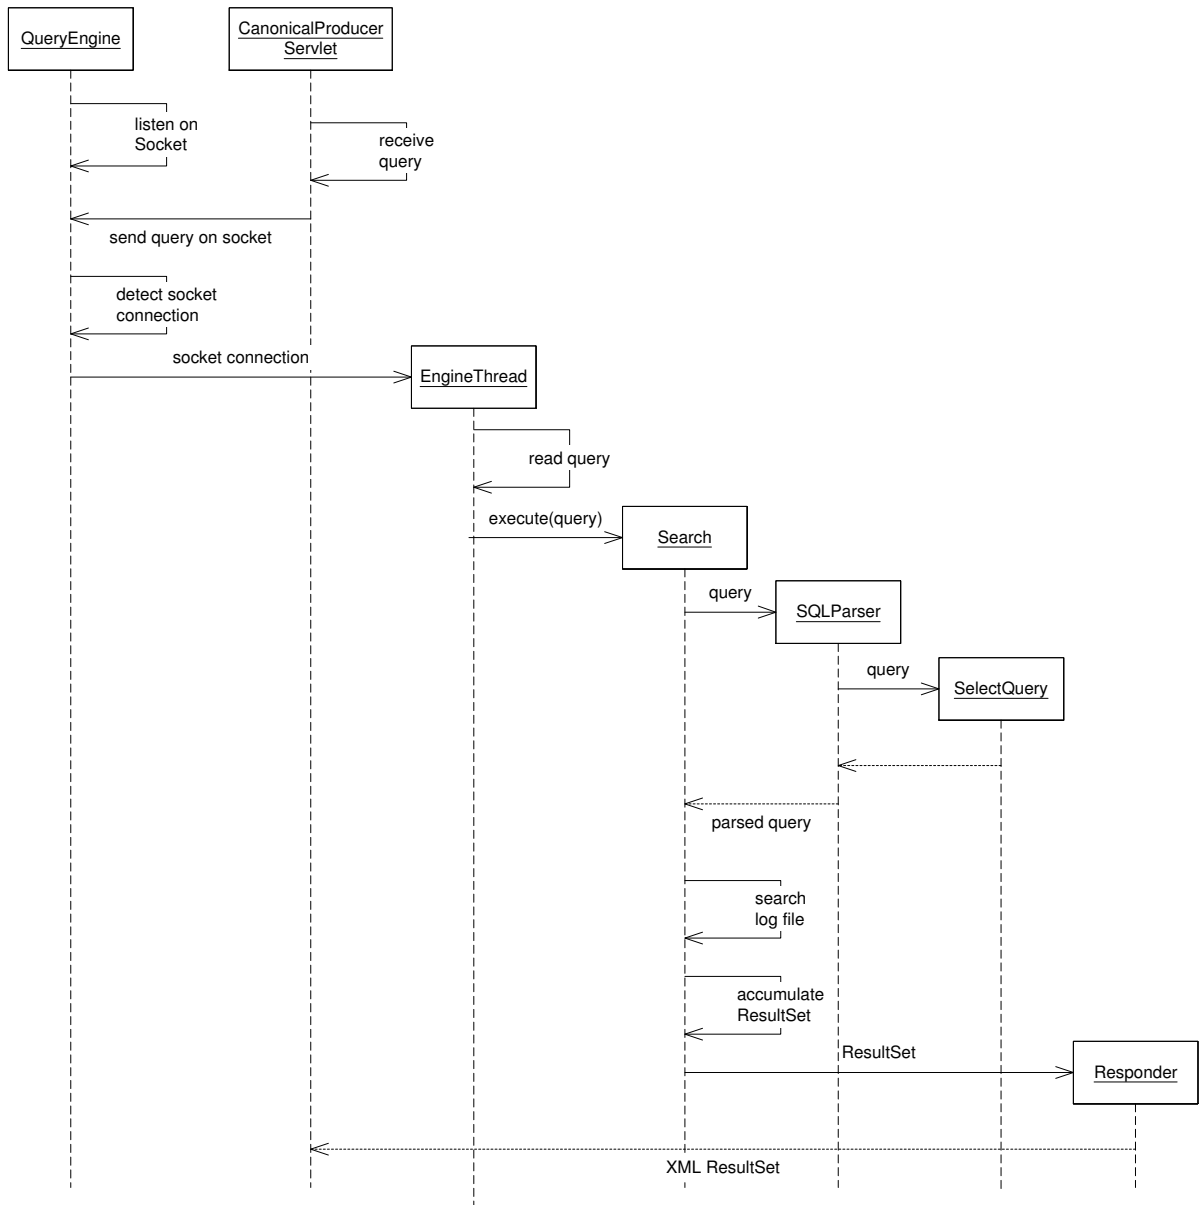 QueryEngine
CanonicalProducer
Servlet
listen on
Socket
receive
query
send query on socket
detect socket
connection
socket connection
EngineThread
read query
execute(query)
Search
query
SQLParser
query
SelectQuery
parsed query
search
log file
accumulate
ResultSet
ResultSet
Responder
XML ResultSet